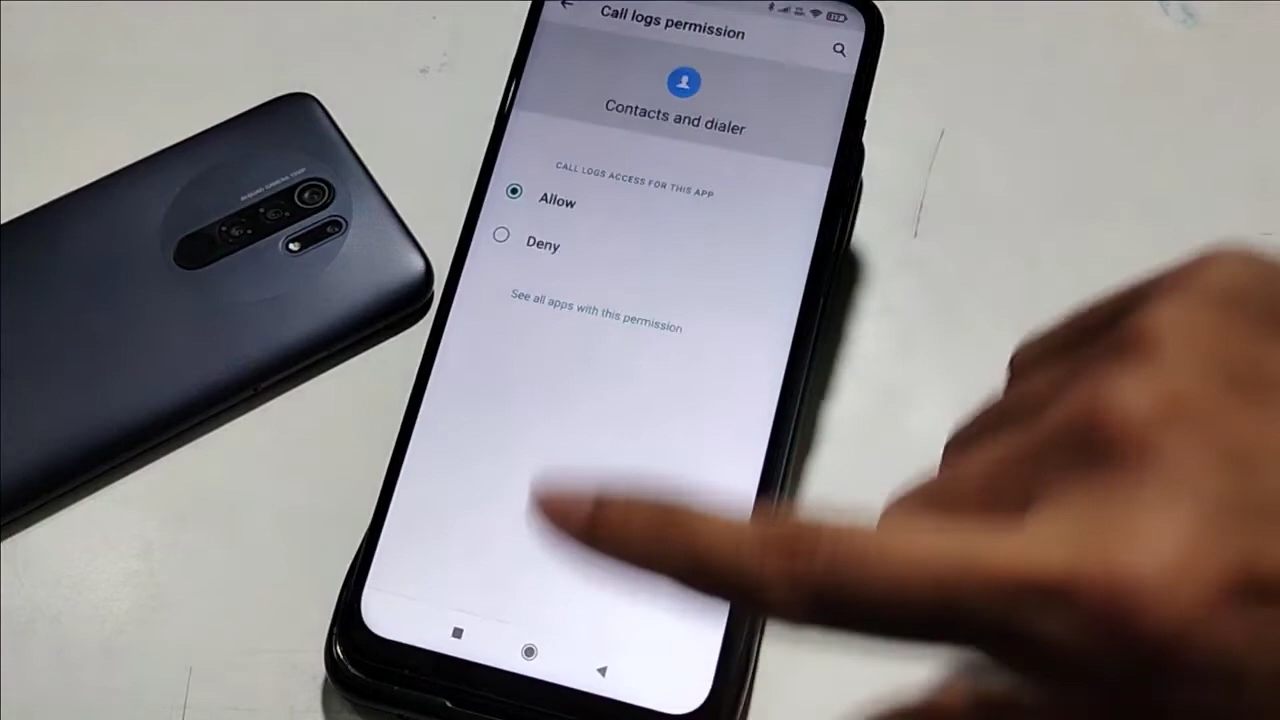 Call logs permission
Contacts and dialer
CALL LOGS ACCESS FOR THIS APP
Allow
Deny
See all apps with this permission